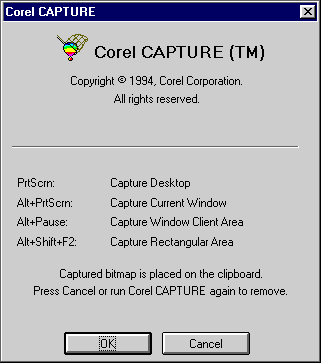 Corel CAPTURE
Corel CAPTURE (TM)
Copyright © 1994, Corel Corporation.
All rights reserved.
PrtScrn: Capture Desktop
Alt+PrtScrn: Capture Current Window
Alt+Pause: Capture Window Client Area
Alt+Shift+F2: Capture Rectangular Area
Captured bitmap is placed on the clipboard.
Press Cancel or run Corel CAPTURE again to remove.
OK Cancel